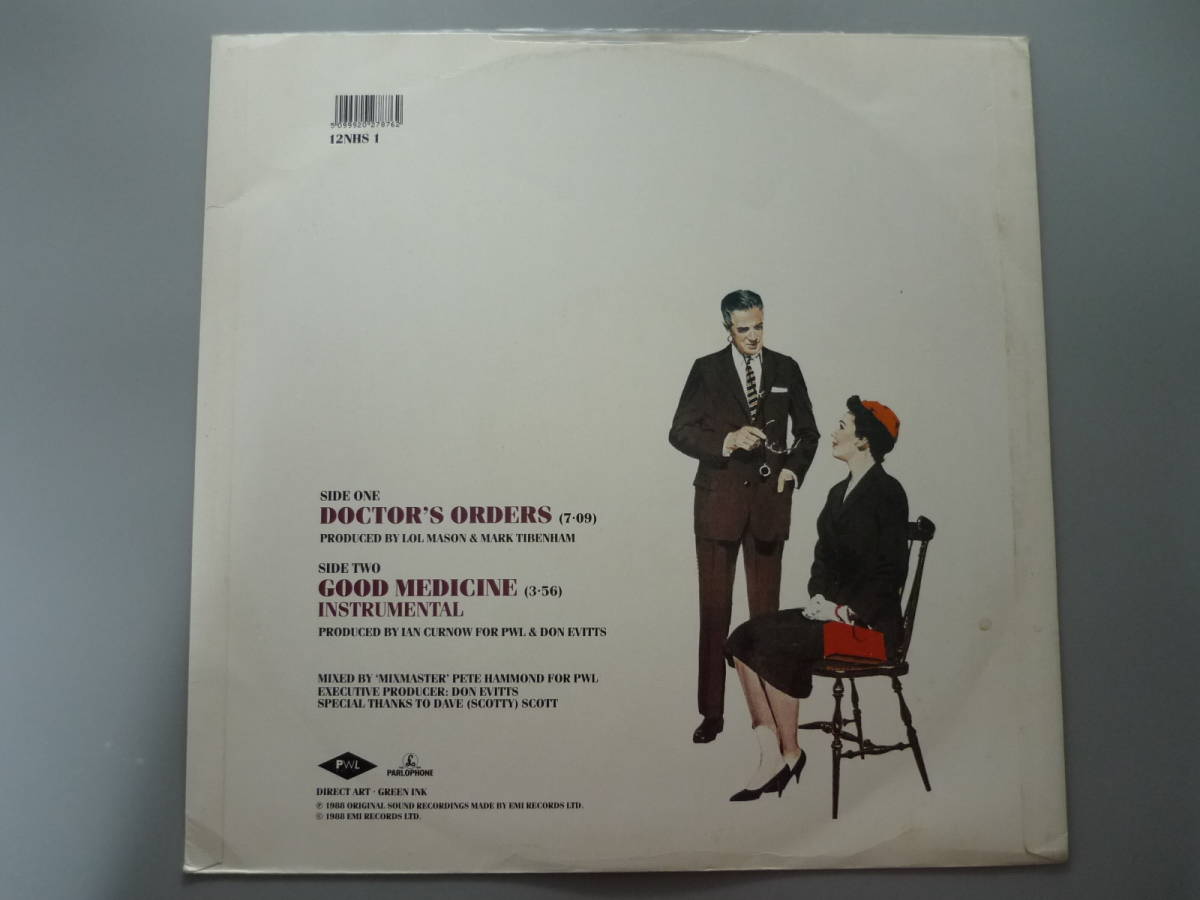 5099920278762
12NHS 1
SIDE ONE
DOCTOR'S ORDERS (7·09)
PRODUCED BY LOL MASON & MARK TIBENHAM
SIDE TWO
GOOD MEDICINE (3·56)
INSTRUMENTAL
PRODUCED BY IAN CURNOW FOR PWL & DON EVITTS
MIXED BY 'MIXMASTER' PETE HAMMOND FOR PWL
EXECUTIVE PRODUCER: DON EVITTS
SPECIAL THANKS TO DAVE (SCOTTY) SCOTT
PWL
PARLOPHONE
DIRECT ART · GREEN INK
℗ 1988 ORIGINAL SOUND RECORDINGS MADE BY EMI RECORDS LTD.
© 1988 EMI RECORDS LTD.